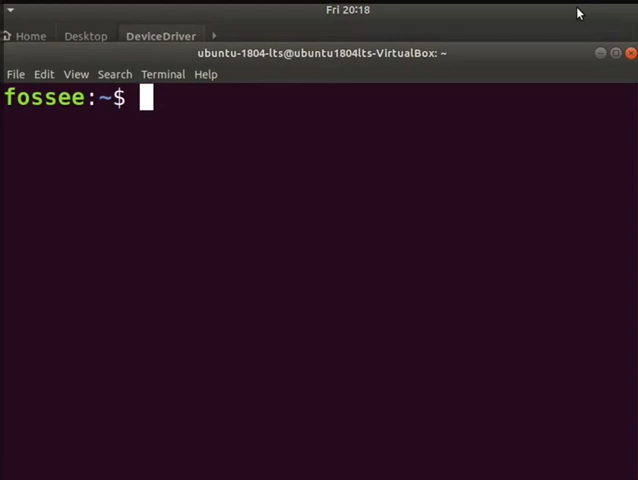 Fri 20:18
Home Desktop DeviceDriver
ubuntu-1804-lts@ubuntu1804lts-VirtualBox: ~
File Edit View Search Terminal Help
fossee:~$